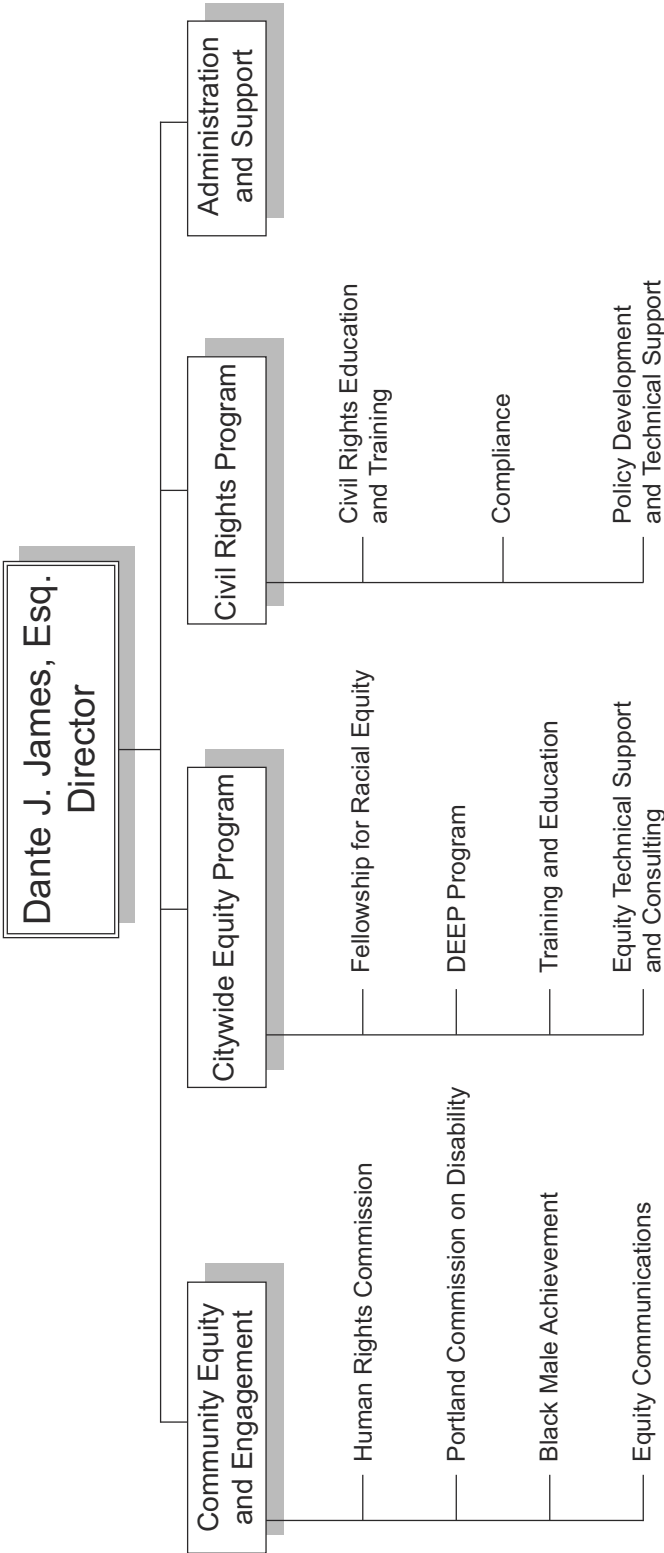 Dante J. James, Esq.
Director
Community Equity
and Engagement
Human Rights Commission
Portland Commission on Disability
Black Male Achievement
Equity Communications
Citywide Equity Program
Fellowship for Racial Equity
DEEP Program
Training and Education
Equity Technical Support
and Consulting
Civil Rights Program
Civil Rights Education
and Training
Compliance
Policy Development
and Technical Support
Administration
and Support